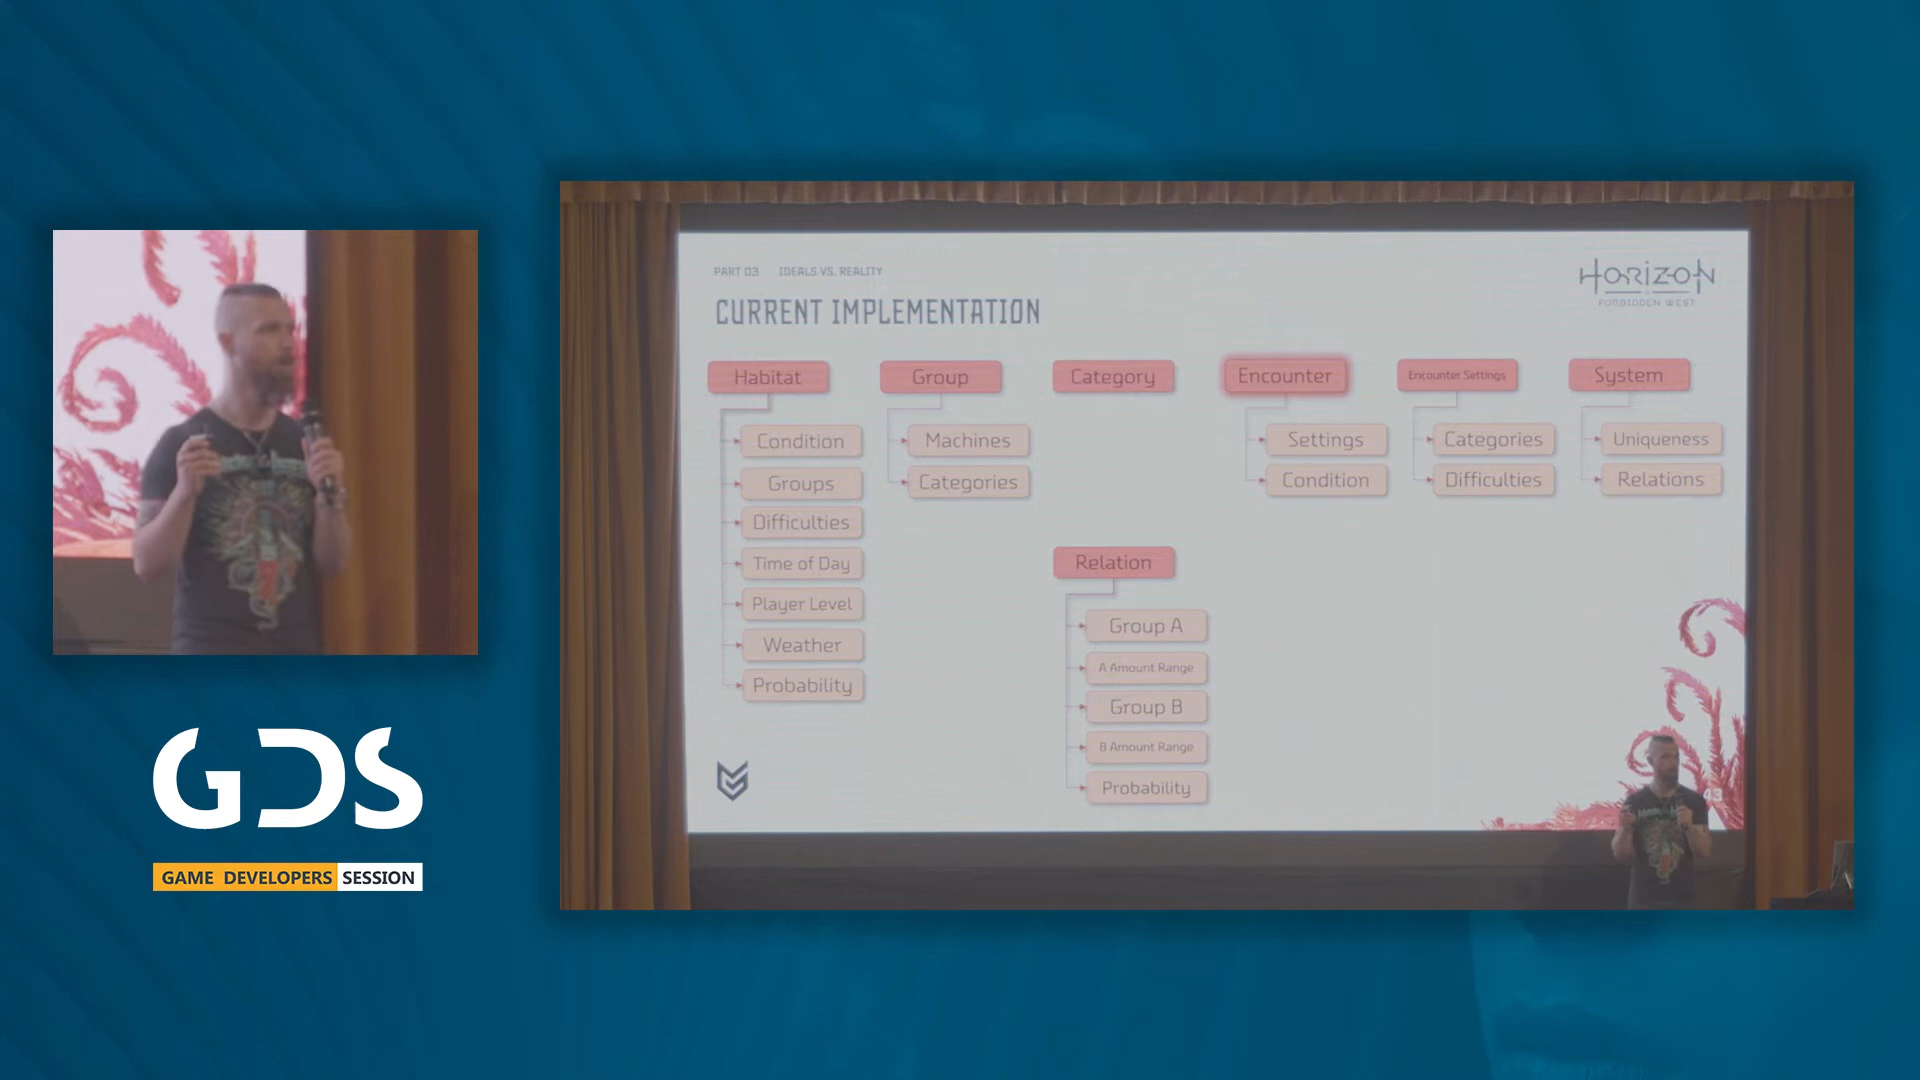 PART 03 IDEALS VS. REALITY
CURRENT IMPLEMENTATION
HORIZON
FORBIDDEN WEST
Habitat
Condition
Groups
Difficulties
Time of Day
Player Level
Weather
Probability
Group
Machines
Categories
Category
Relation
Group A
A Amount Range
Group B
B Amount Range
Probability
Encounter
Settings
Condition
Encounter Settings
Categories
Difficulties
System
Uniqueness
Relations
43
GDS
GAME DEVELOPERS SESSION